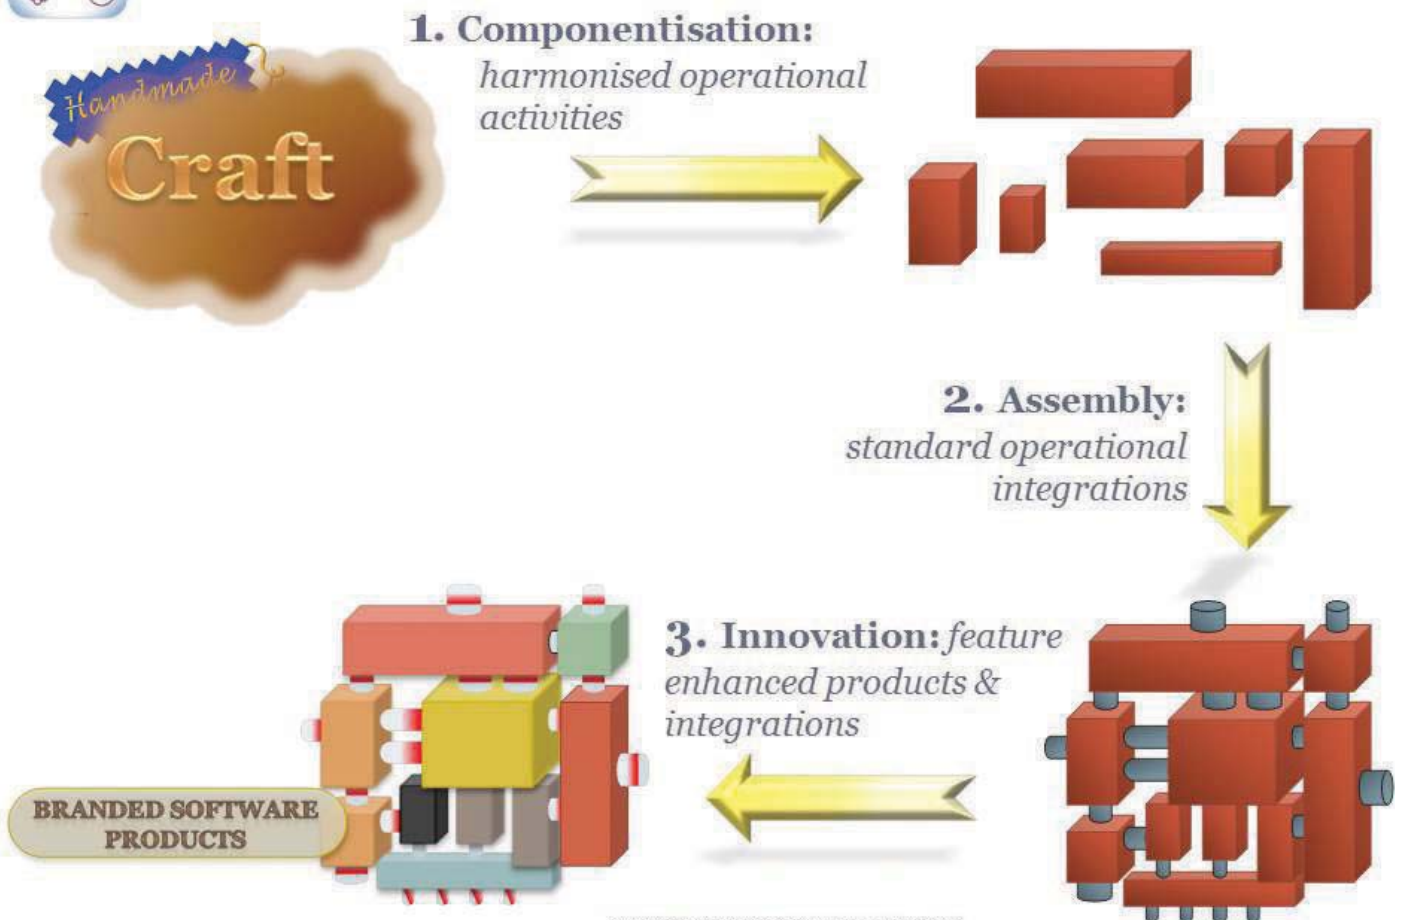 Handmade
Craft
1. Componentisation:
harmonised operational
activities
2. Assembly:
standard operational
integrations
3. Innovation: feature
enhanced products &
integrations
BRANDED SOFTWARE
PRODUCTS